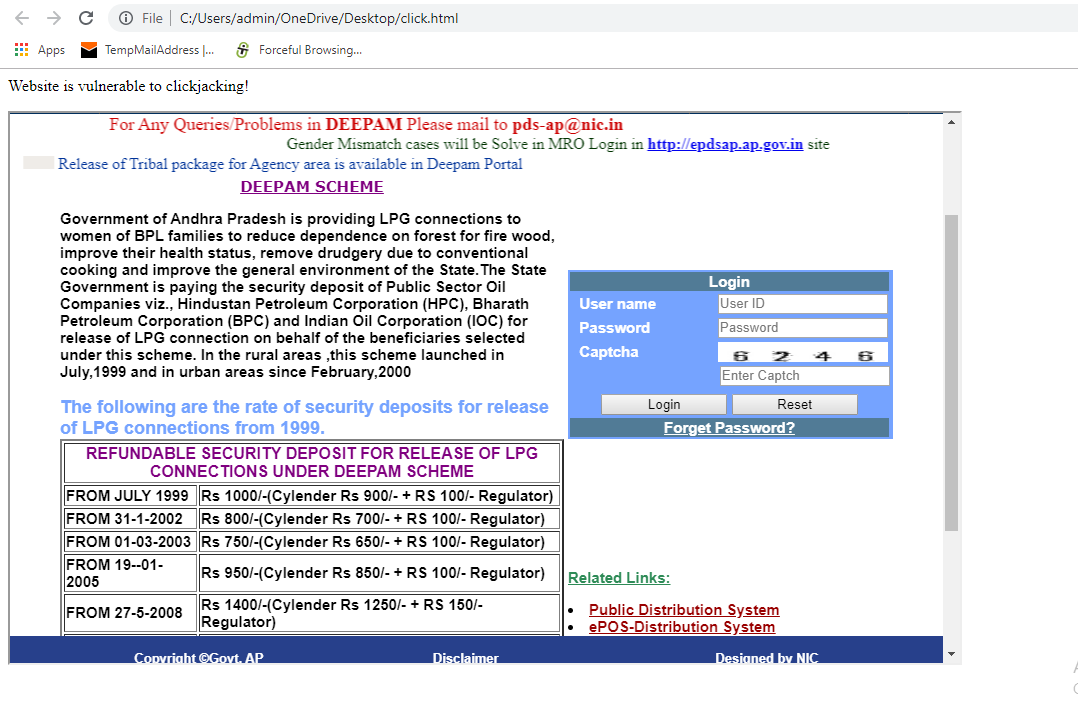 File | C:/Users/admin/OneDrive/Desktop/click.html
Apps TempMailAddress |... Forceful Browsing...
Website is vulnerable to clickjacking!
For Any Queries/Problems in DEEPAM Please mail to pds-ap@nic.in
Gender Mismatch cases will be Solve in MRO Login in http://epdsap.ap.gov.in site
Release of Tribal package for Agency area is available in Deepam Portal
DEEPAM SCHEME
Government of Andhra Pradesh is providing LPG connections to
women of BPL families to reduce dependence on forest for fire wood,
improve their health status, remove drudgery due to conventional
cooking and improve the general environment of the State.The State
Government is paying the security deposit of Public Sector Oil
Companies viz., Hindustan Petroleum Corporation (HPC), Bharath
Petroleum Corporation (BPC) and Indian Oil Corporation (IOC) for
release of LPG connection on behalf of the beneficiaries selected
under this scheme. In the rural areas ,this scheme launched in
July,1999 and in urban areas since February,2000
The following are the rate of security deposits for release
of LPG connections from 1999.
REFUNDABLE SECURITY DEPOSIT FOR RELEASE OF LPG
CONNECTIONS UNDER DEEPAM SCHEME
FROM JULY 1999 Rs 1000/-(Cylender Rs 900/- + RS 100/- Regulator)
FROM 31-1-2002 Rs 800/-(Cylender Rs 700/- + RS 100/- Regulator)
FROM 01-03-2003 Rs 750/-(Cylender Rs 650/- + RS 100/- Regulator)
FROM 19--01-
2005
Rs 950/-(Cylender Rs 850/- + RS 100/- Regulator)
FROM 27-5-2008
Rs 1400/-(Cylender Rs 1250/- + RS 150/-
Regulator)
Login
User name User ID
Password Password
Captcha 6 2 4 6
Enter Captch
Login Reset
Forget Password?
Related Links:
Public Distribution System
ePOS-Distribution System
Copyright ©Govt. AP Disclaimer Designed by NIC